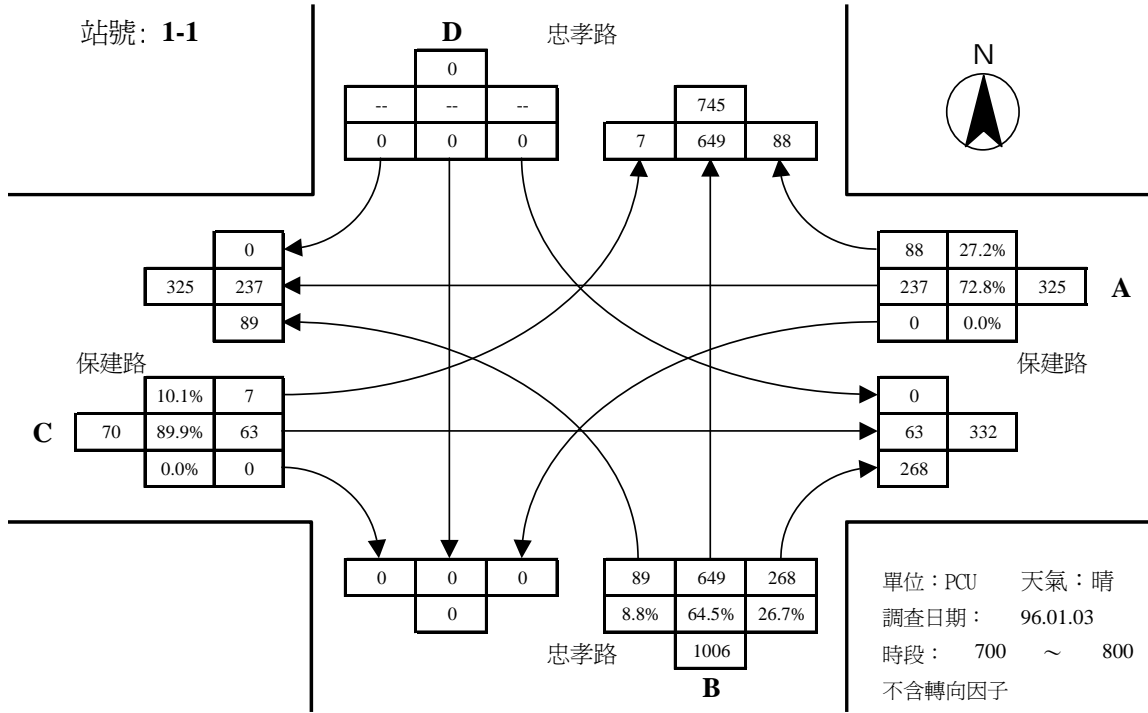 站號: 1-1
D
忠孝路
N
0
-- -- --
0 0 0
745
7 649 88
0
325 237
89
88 27.2%
237 72.8% 325
0 0.0%
A
保建路
保建路
10.1% 7
C
70 89.9% 63
0.0% 0
0
63 332
268
0 0 0
0
89 649 268
8.8% 64.5% 26.7%
1006
忠孝路
B
單位：PCU 天氣：晴
調查日期： 96.01.03
時段： 700 ～ 800
不含轉向因子